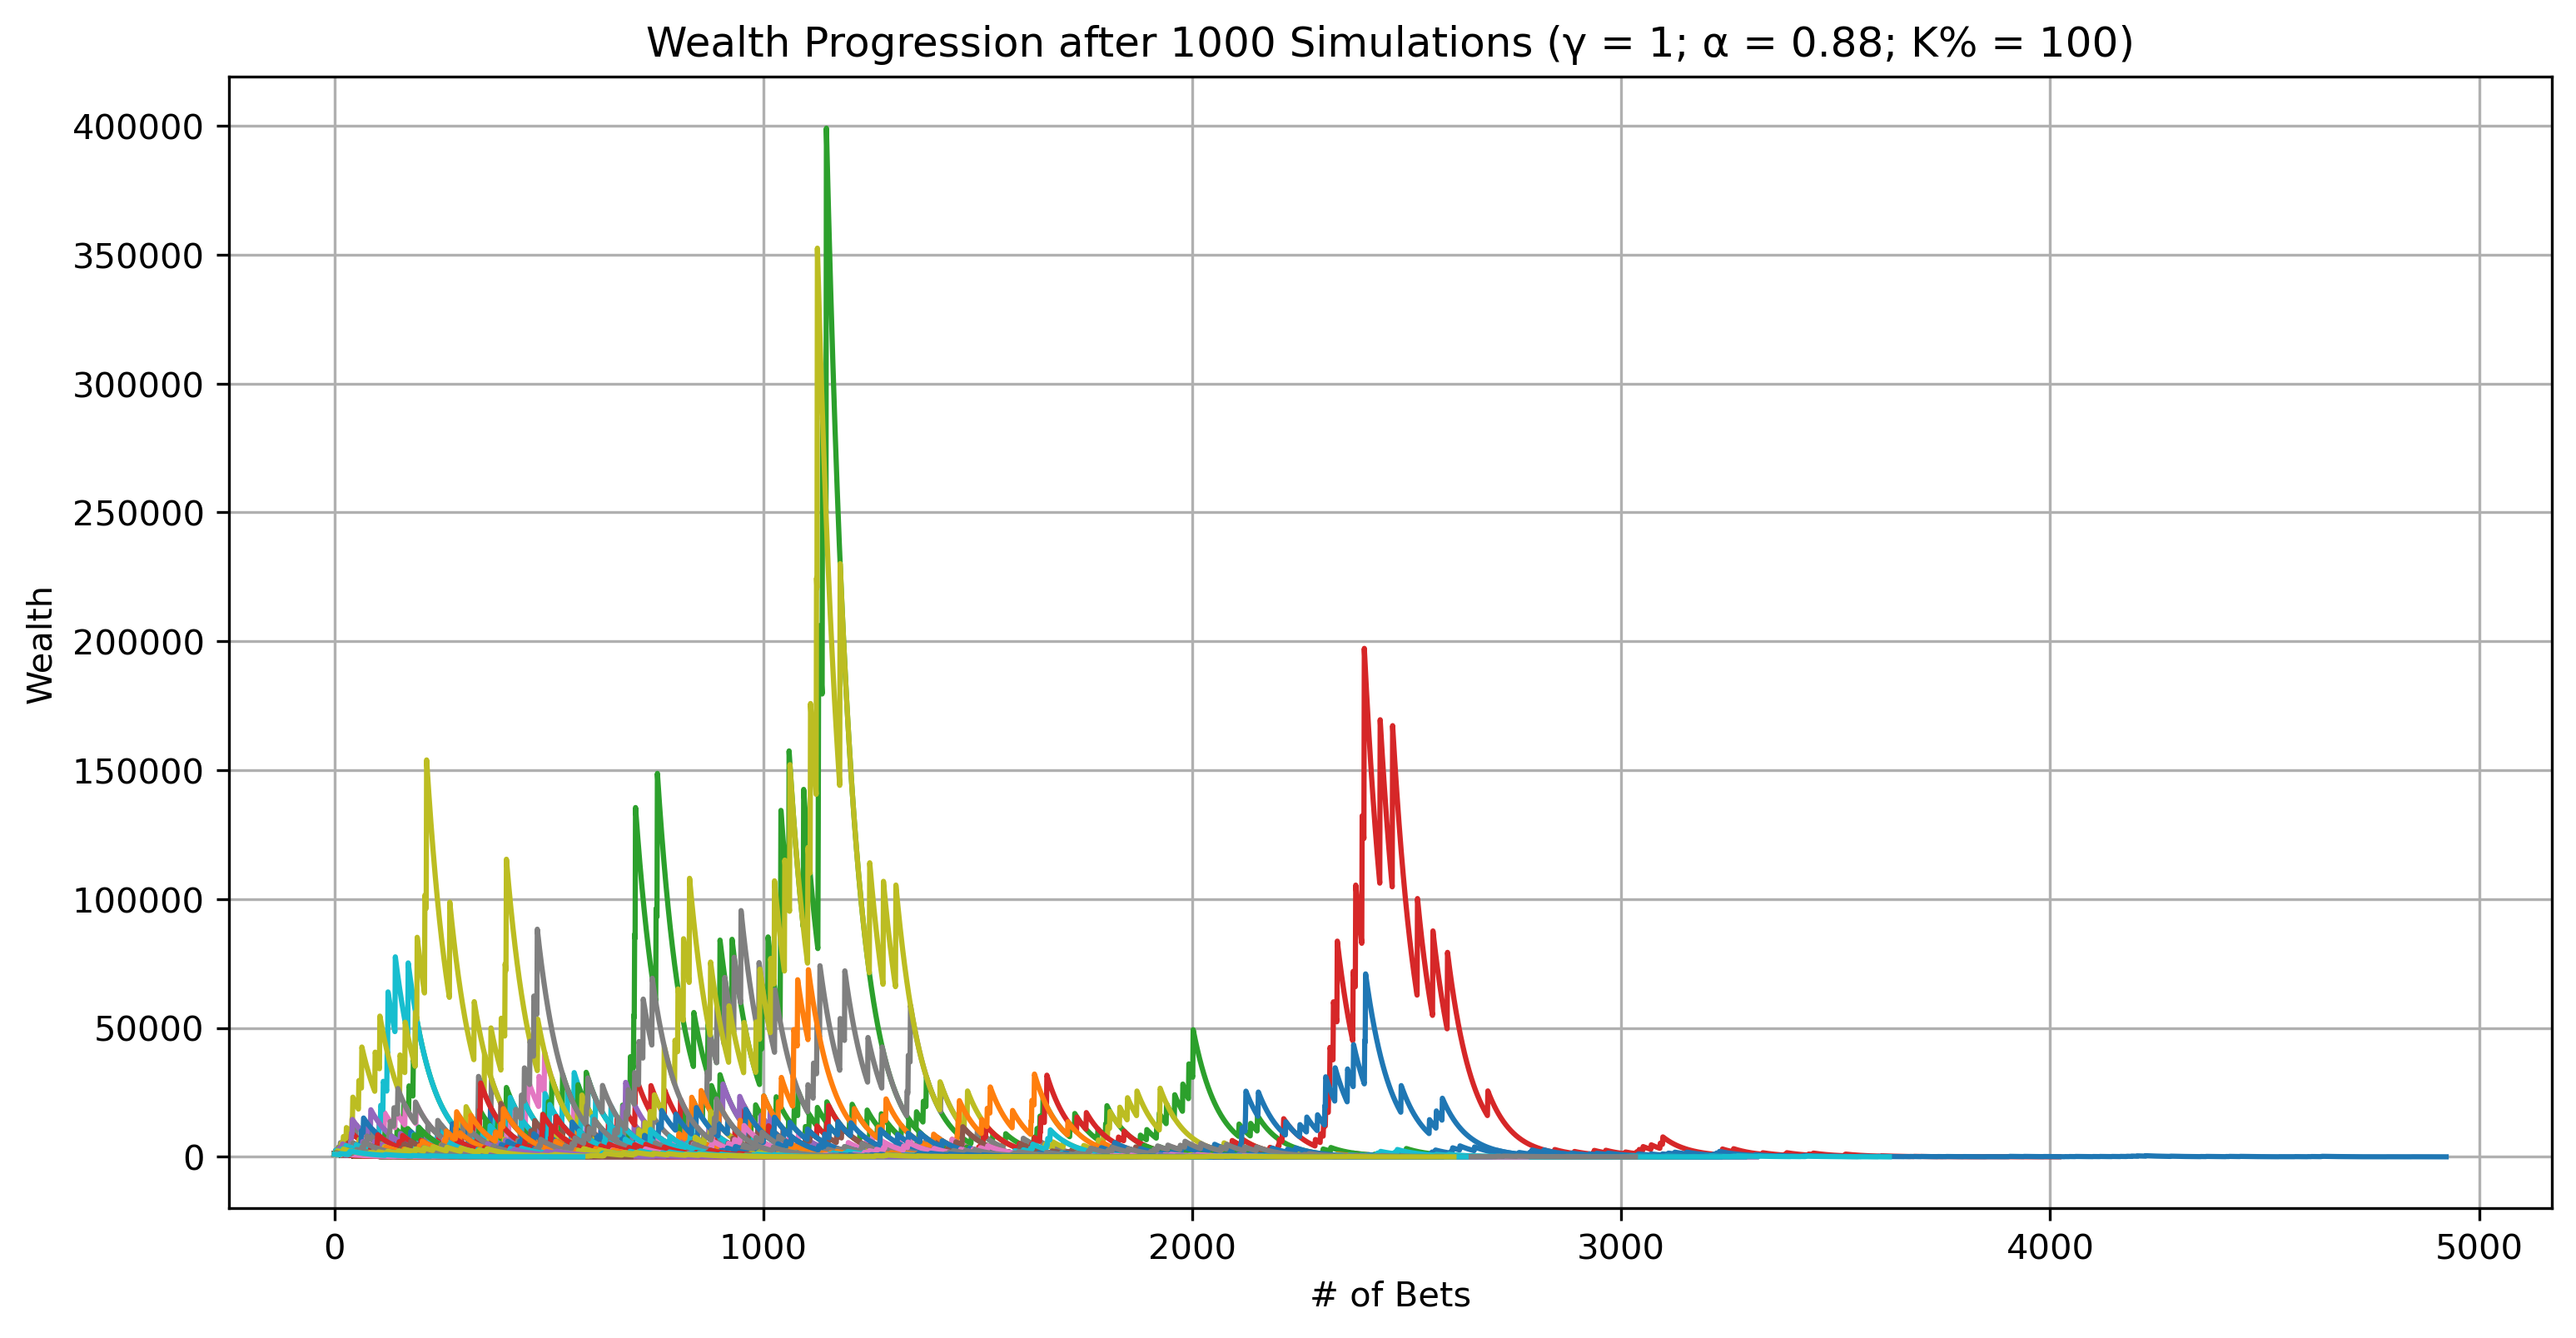 Wealth Progression after 1000 Simulations (γ = 1; α = 0.88; K% = 100)
400000
350000
300000
250000
200000
150000
100000
50000
0
Wealth
0 1000 2000 3000 4000 5000
# of Bets